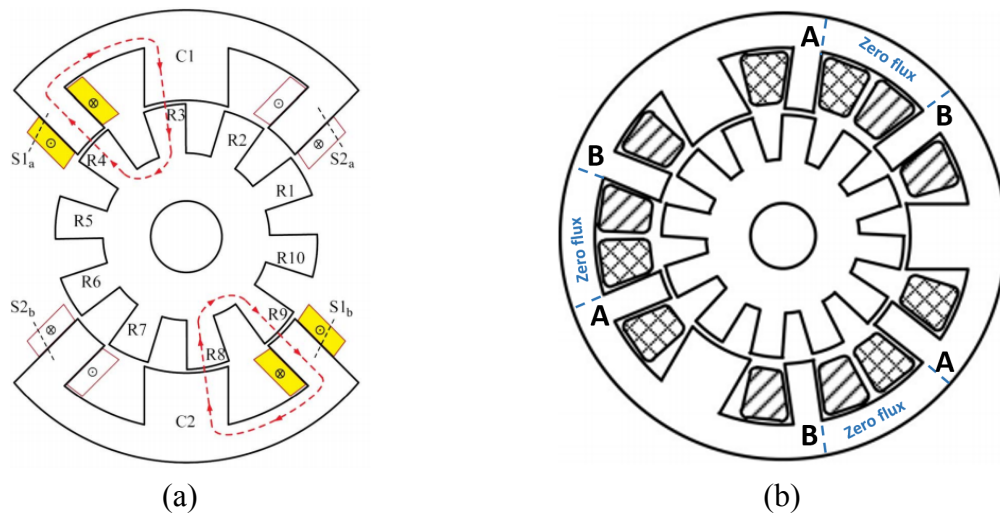 C1
R3
R2
R4
S1a
S2a
R1
R5
R10
R6
S2b
R7
R9
S1b
R8
C2
(a)
A
Zero flux
B
B
Zero flux
A
A
Zero flux
B
(b)